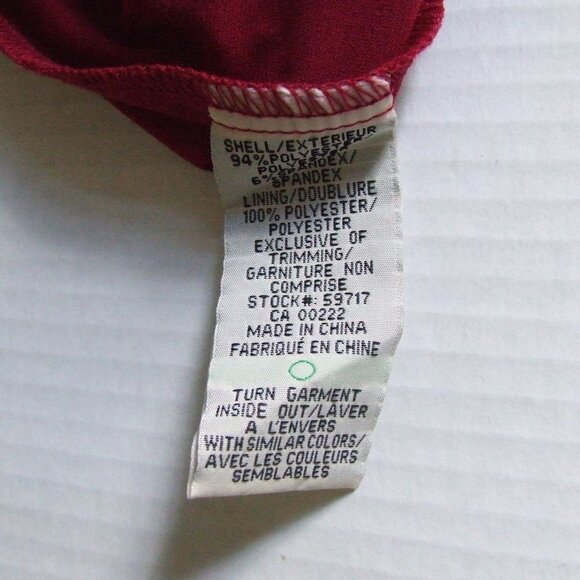 SHELL/EXTERIEUR
94% POLYESTER/
POLYESTER/
6% SPANDEX/
SPANDEX
LINING/DOUBLURE
100% POLYESTER/
POLYESTER
EXCLUSIVE OF
TRIMMING/
GARNITURE NON
COMPRISE
STOCK#: 59717
CA 00222
MADE IN CHINA
FABRIQUÉ EN CHINE
TURN GARMENT
INSIDE OUT/LAVER
A L'ENVERS
WITH SIMILAR COLORS/
AVEC LES COULEURS
SEMBLABLES